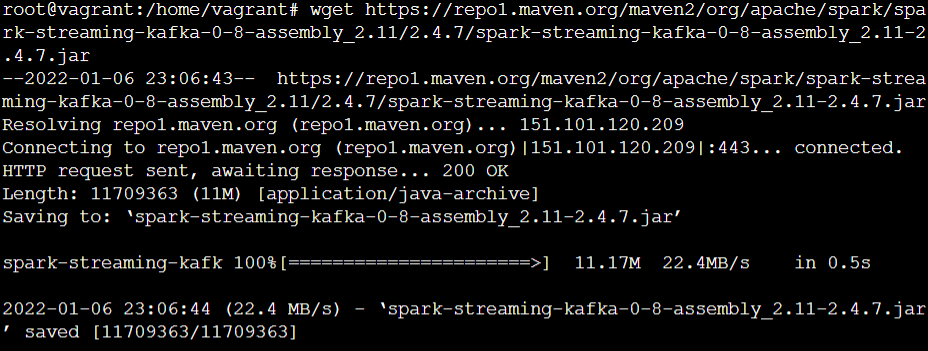 root@vagrant:/home/vagrant# wget https://repo1.maven.org/maven2/org/apache/spark/spa
rk-streaming-kafka-0-8-assembly_2.11/2.4.7/spark-streaming-kafka-0-8-assembly_2.11-2
.4.7.jar
--2022-01-06 23:06:43--  https://repo1.maven.org/maven2/org/apache/spark/spark-strea
ming-kafka-0-8-assembly_2.11/2.4.7/spark-streaming-kafka-0-8-assembly_2.11-2.4.7.jar
Resolving repo1.maven.org (repo1.maven.org)... 151.101.120.209
Connecting to repo1.maven.org (repo1.maven.org)|151.101.120.209|:443... connected.
HTTP request sent, awaiting response... 200 OK
Length: 11709363 (11M) [application/java-archive]
Saving to: ‘spark-streaming-kafka-0-8-assembly_2.11-2.4.7.jar’
spark-streaming-kafk 100%[======================>]  11.17M  22.4MB/s    in 0.5s
2022-01-06 23:06:44 (22.4 MB/s) - ‘spark-streaming-kafka-0-8-assembly_2.11-2.4.7.jar
’ saved [11709363/11709363]